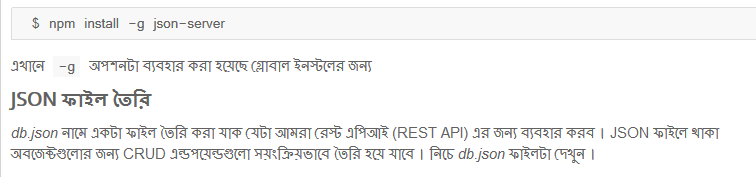 $ npm install -g json-server
এখানে -g অপশনটা ব্যবহার করা হয়েছে গ্লোবাল ইনস্টলের জন্য
JSON ফাইল তৈরি
db.json নামে একটা ফাইল তৈরি করা যাক যেটা আমরা রেস্ট এপিআই (REST API) এর জন্য ব্যবহার করব । JSON ফাইলে থাকা
অবজেক্টগুলোর জন্য CRUD এন্ডপয়েন্ডগুলো সয়ংক্রিয়ভাবে তৈরি হয়ে যাবে । নিচে db.json ফাইলটা দেখুন ।